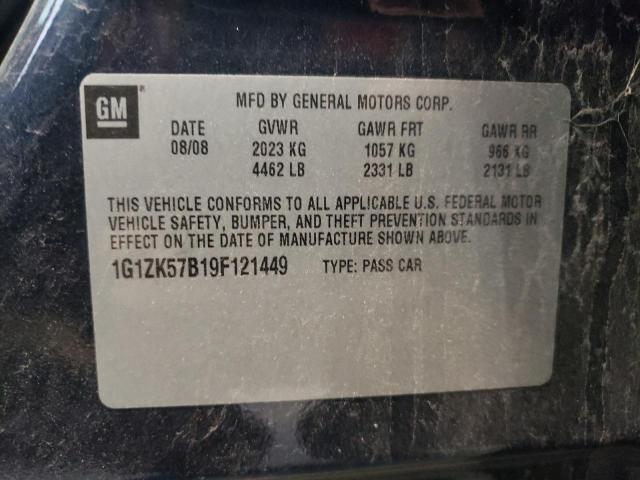 GM
MFD BY GENERAL MOTORS CORP.
DATE GVWR GAWR FRT GAWR RR
08/08 2023 KG 1057 KG 966 KG
4462 LB 2331 LB 2131 LB
THIS VEHICLE CONFORMS TO ALL APPLICABLE U.S. FEDERAL MOTOR
VEHICLE SAFETY, BUMPER, AND THEFT PREVENTION STANDARDS IN
EFFECT ON THE DATE OF MANUFACTURE SHOWN ABOVE.
1G1ZK57B19F121449 TYPE: PASS CAR